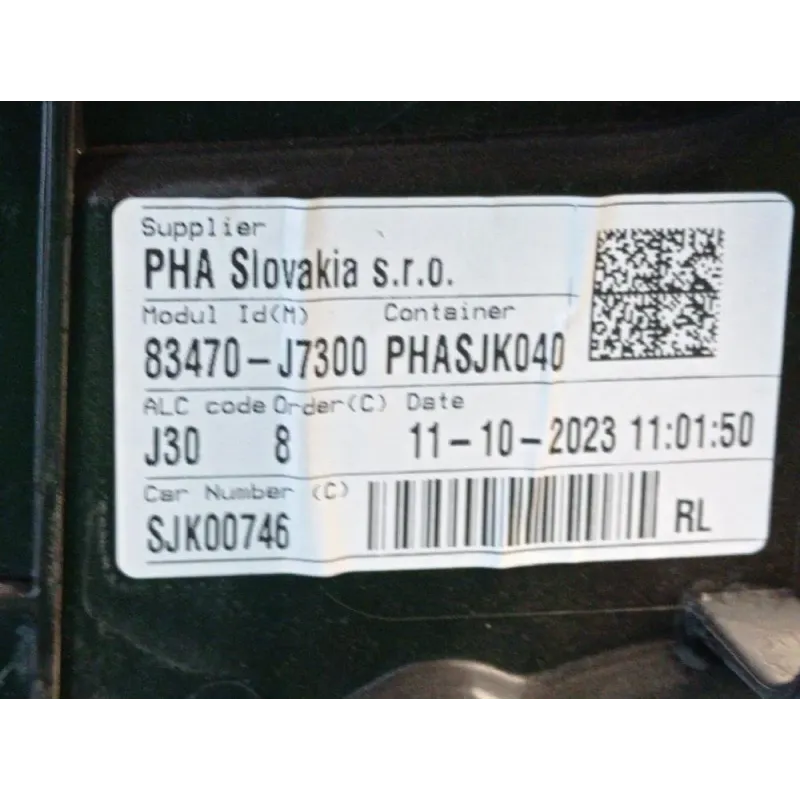 Supplier
PHA Slovakia s.r.o.
Modul Id(M) Container
83470-J7300 PHASJK040
ALC code Order(C) Date
J30 8 11-10-2023 11:01:50
Car Number (C)
SJK00746 RL